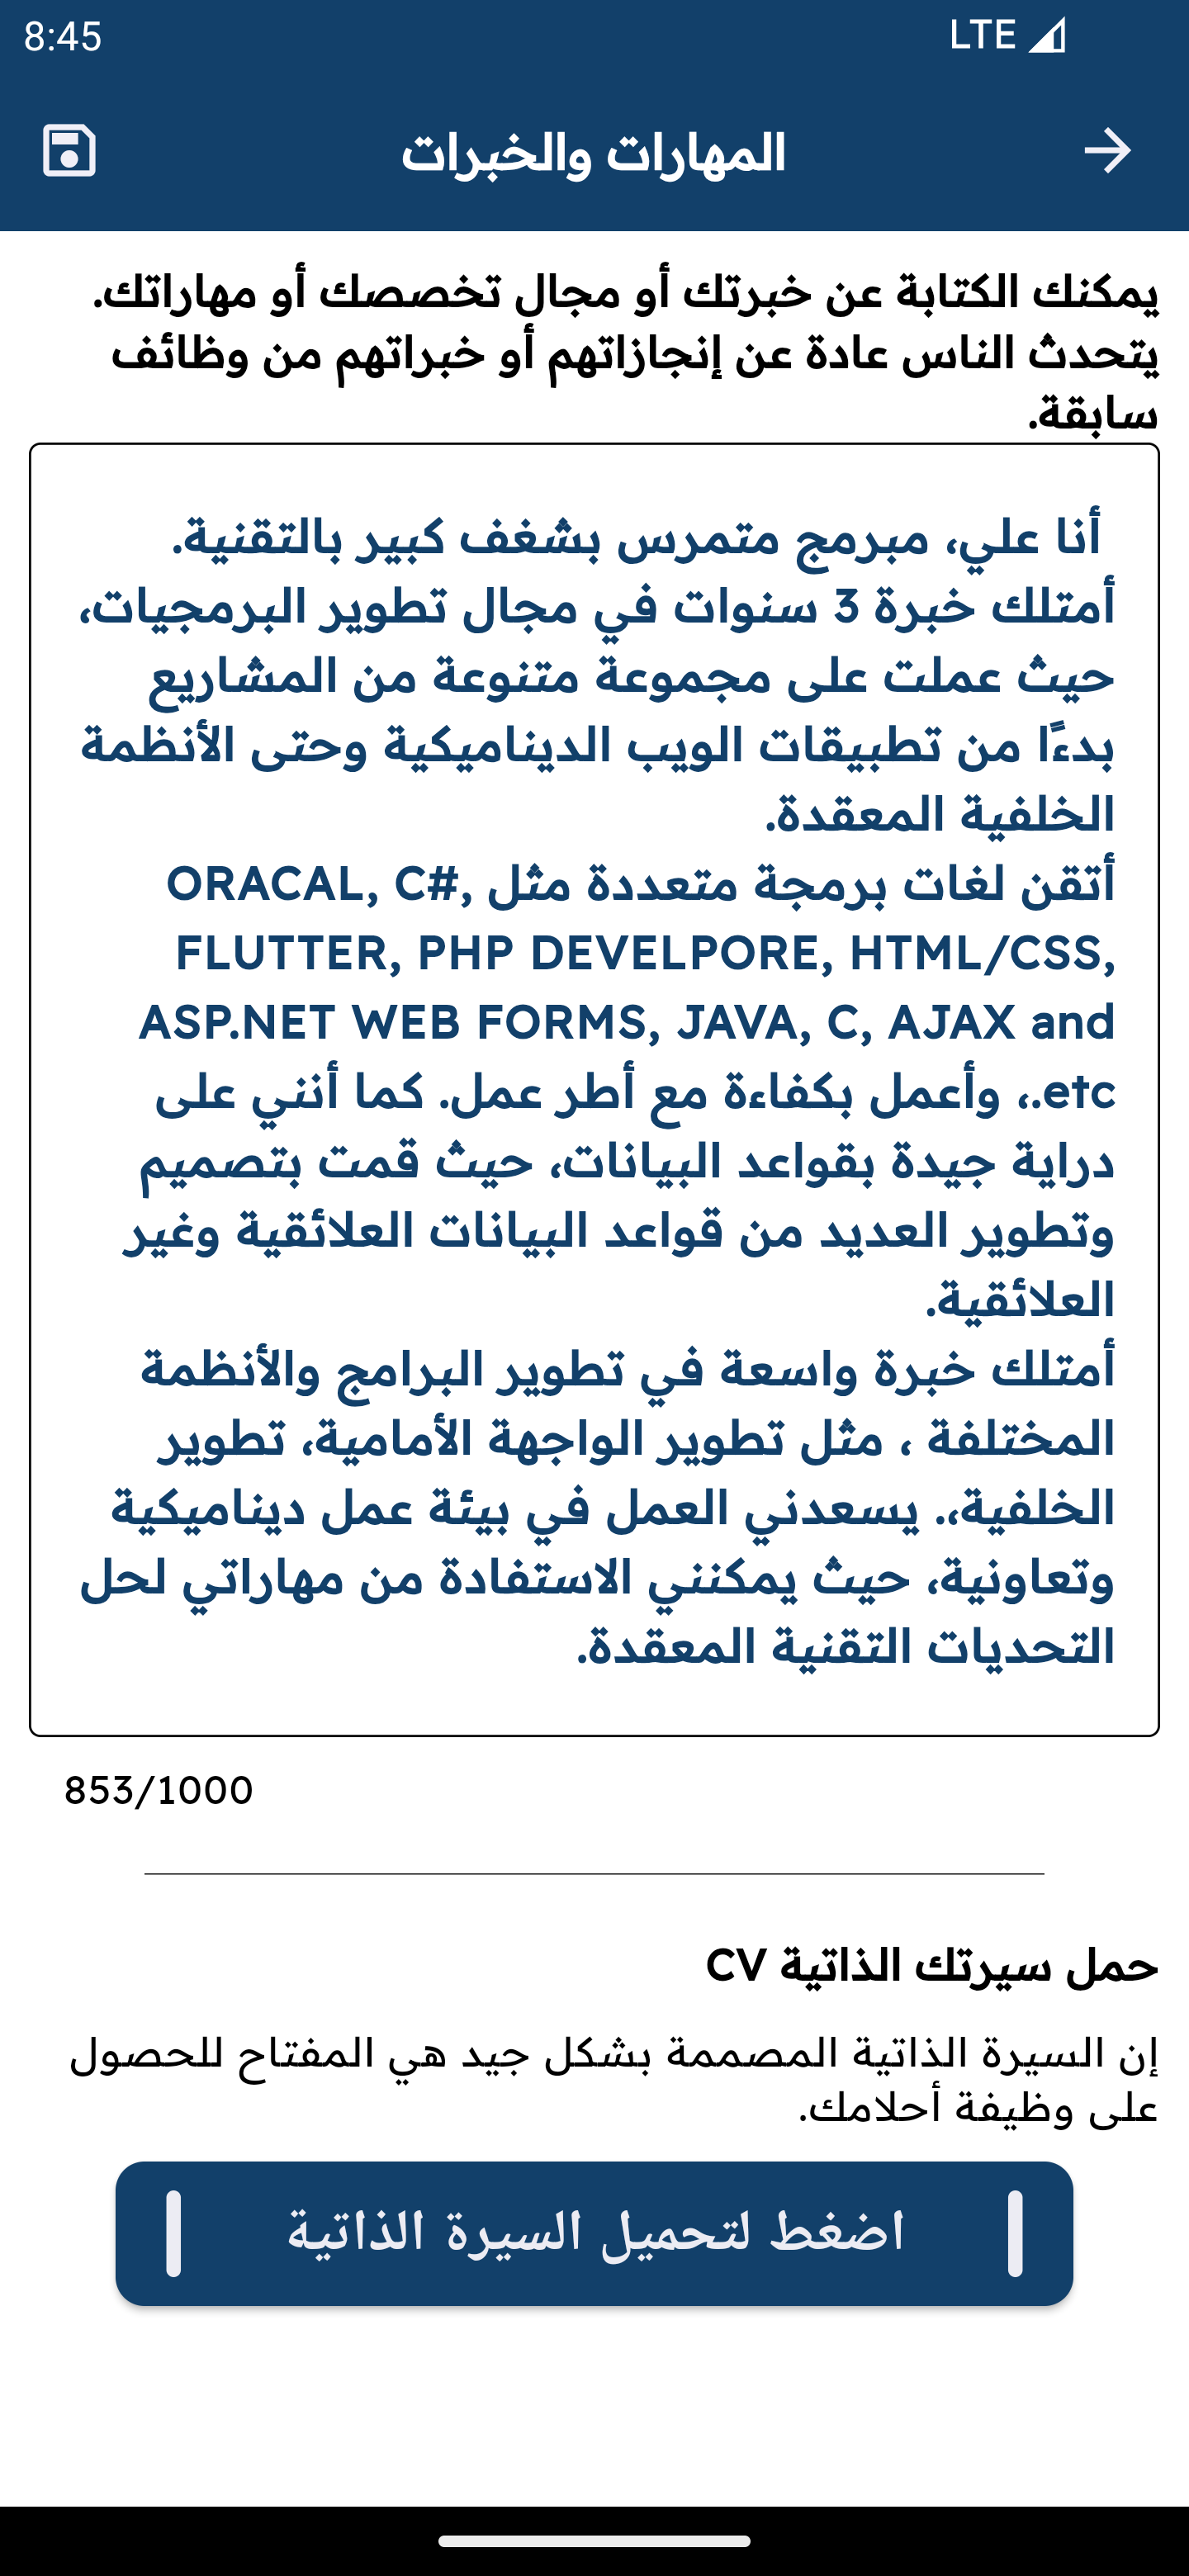 8:45
LTE
المهارات والخبرات
يمكنك الكتابة عن خبرتك أو مجال تخصصك أو مهاراتك.
يتحدث الناس عادة عن إنجازاتهم أو خبراتهم من وظائف
سابقة.
أنا علي، مبرمج متمرس بشغف كبير بالتقنية.
أمتلك خبرة 3 سنوات في مجال تطوير البرمجيات،
حيث عملت على مجموعة متنوعة من المشاريع
بدءًا من تطبيقات الويب الديناميكية وحتى الأنظمة
الخلفية المعقدة.
أتقن لغات برمجة متعددة مثل ORACAL, C#,
FLUTTER, PHP DEVELPORE, HTML/CSS,
ASP.NET WEB FORMS, JAVA, C, AJAX and
etc.، وأعمل بكفاءة مع أطر عمل. كما أنني على
دراية جيدة بقواعد البيانات، حيث قمت بتصميم
وتطوير العديد من قواعد البيانات العلائقية وغير
العلائقية.
أمتلك خبرة واسعة في تطوير البرامج والأنظمة
المختلفة ، مثل تطوير الواجهة الأمامية، تطوير
الخلفية،. يسعدني العمل في بيئة عمل ديناميكية
وتعاونية، حيث يمكنني الاستفادة من مهاراتي لحل
التحديات التقنية المعقدة.
853/1000
حمل سيرتك الذاتية CV
إن السيرة الذاتية المصممة بشكل جيد هي المفتاح للحصول
على وظيفة أحلامك.
اضغط لتحميل السيرة الذاتية